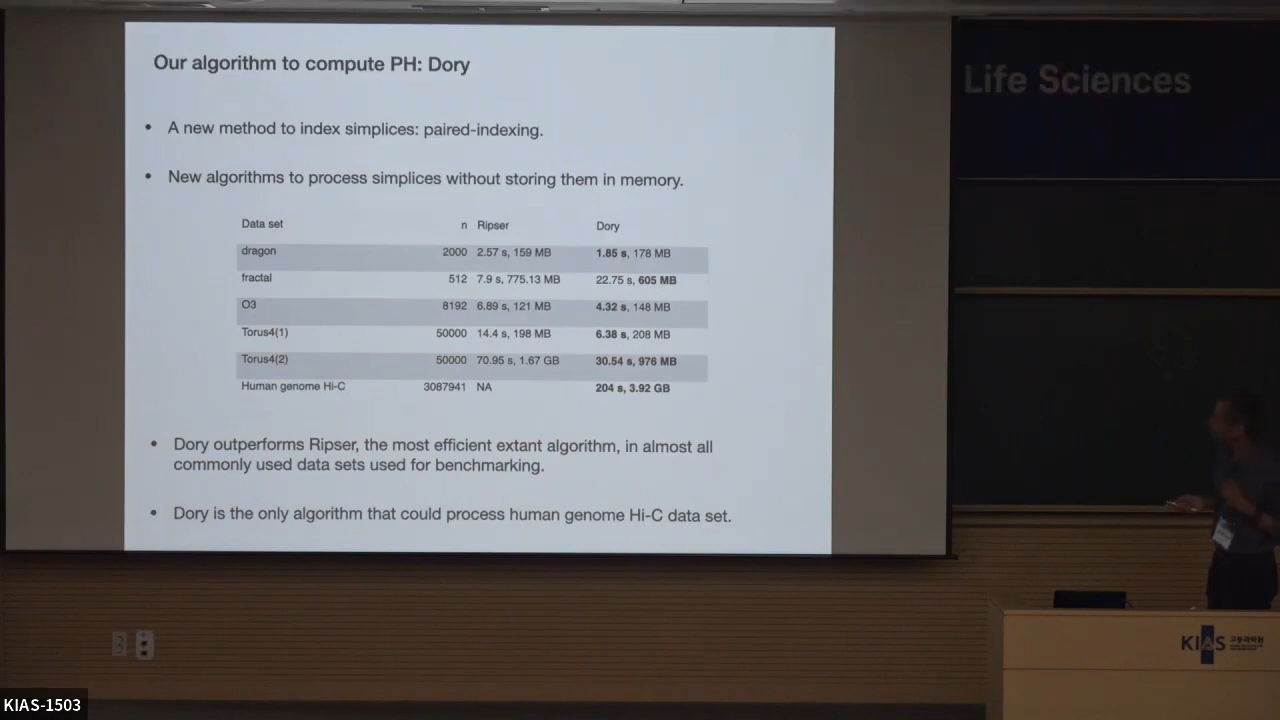 Our algorithm to compute PH: Dory
Life Sciences
• A new method to index simplices: paired-indexing.
• New algorithms to process simplices without storing them in memory.
Data set n Ripser Dory
dragon 2000 2.57 s, 159 MB 1.85 s, 178 MB
fractal 512 7.9 s, 775.13 MB 22.75 s, 605 MB
O3 8192 6.89 s, 121 MB 4.32 s, 148 MB
Torus4(1) 50000 14.4 s, 198 MB 6.38 s, 208 MB
Torus4(2) 50000 70.95 s, 1.67 GB 30.54 s, 976 MB
Human genome Hi-C 3087941 NA 204 s, 3.92 GB
• Dory outperforms Ripser, the most efficient extant algorithm, in almost all
commonly used data sets used for benchmarking.
• Dory is the only algorithm that could process human genome Hi-C data set.
KIAS 고등과학원
KIAS-1503